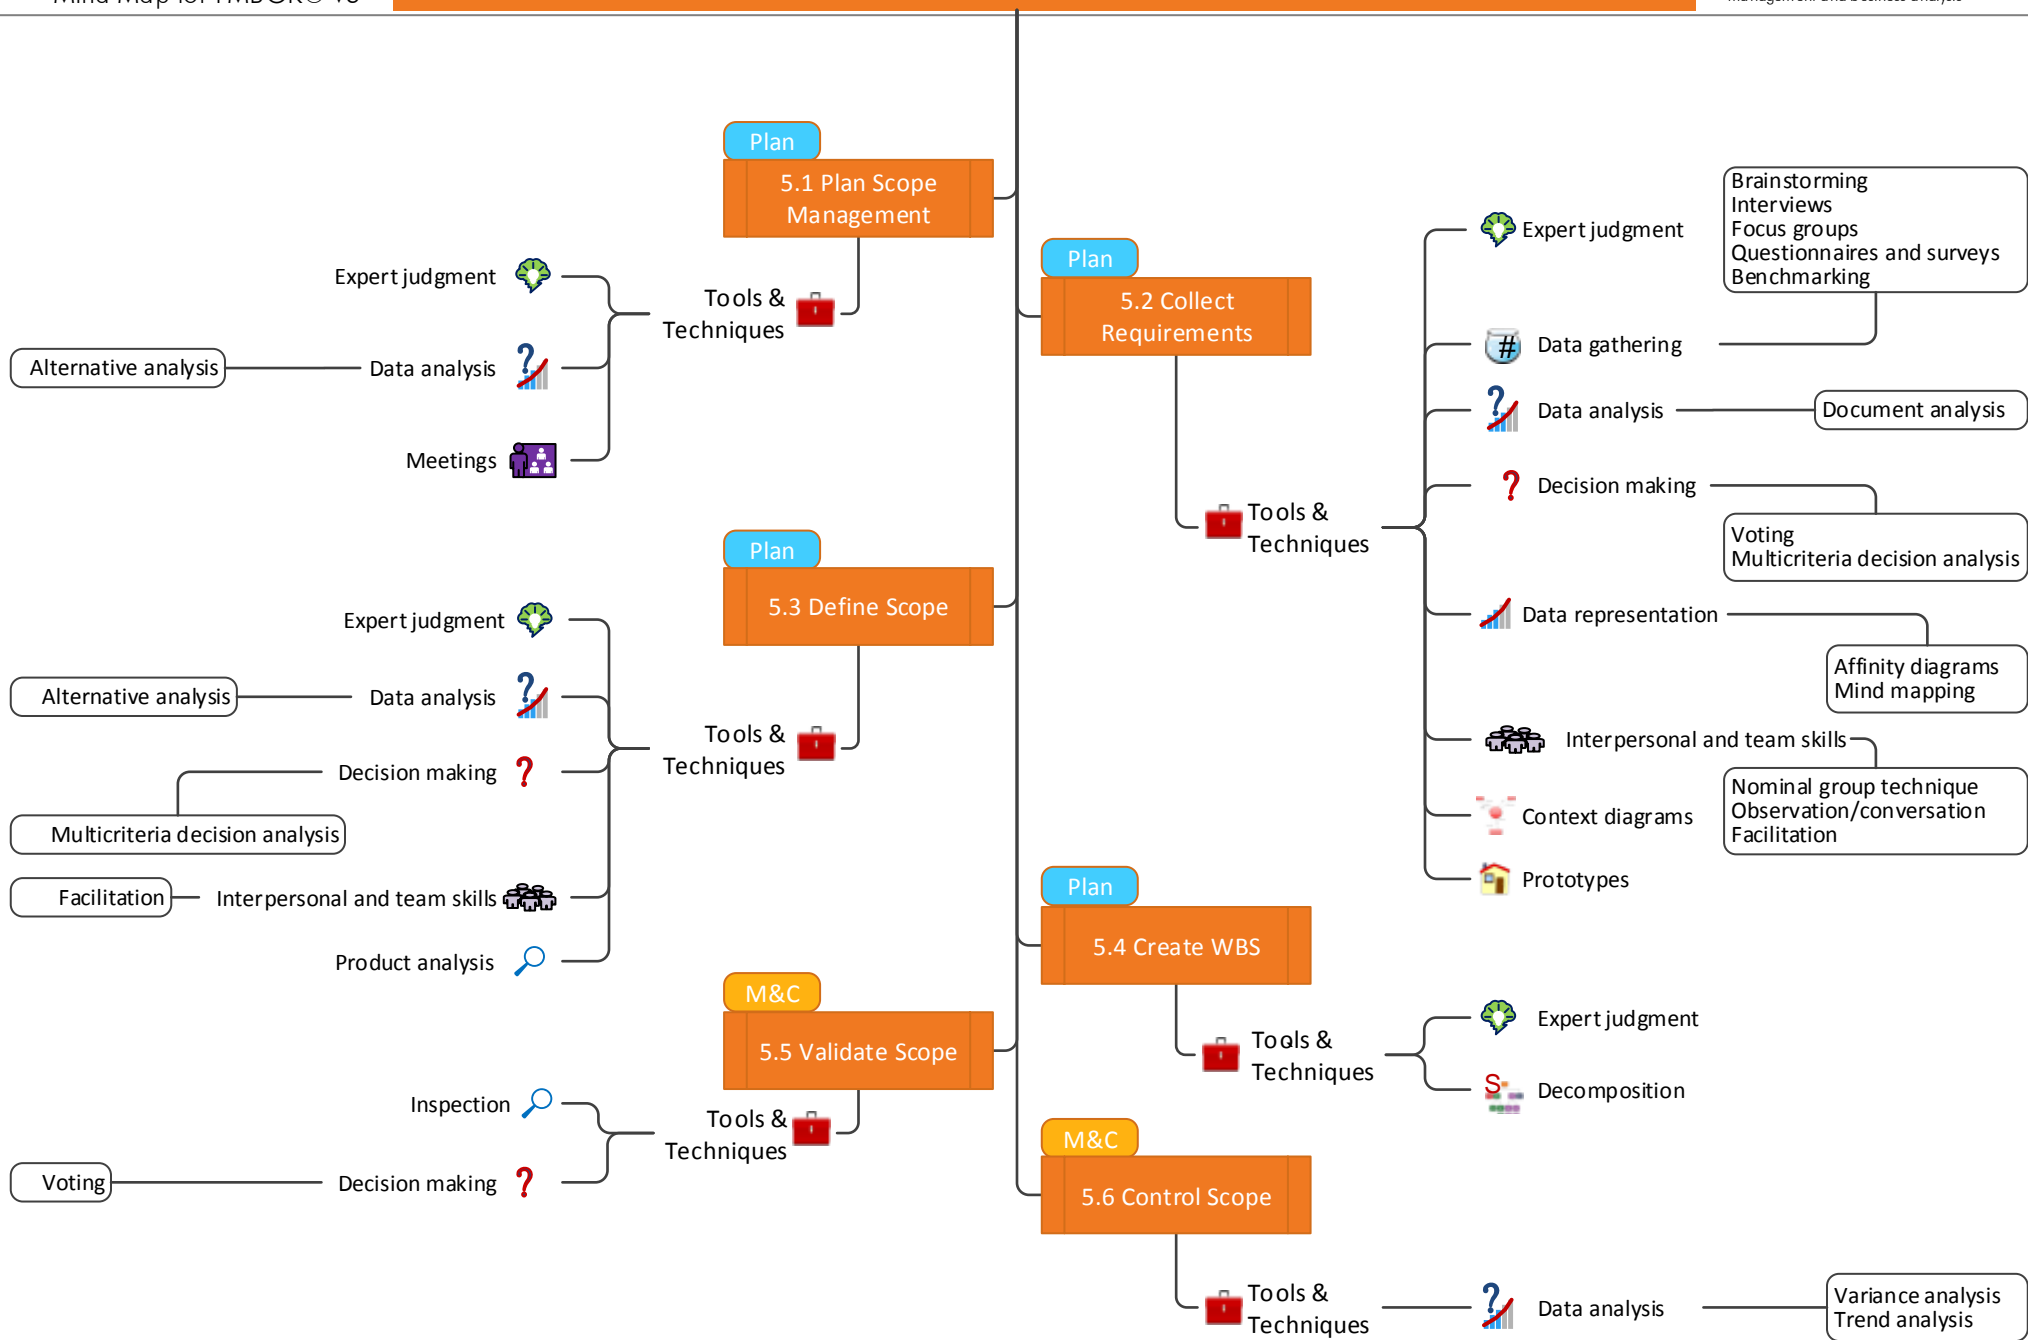 Plan
5.1 Plan Scope
Management
Tools &
Techniques
Expert judgment
Data analysis
Alternative analysis
Meetings
Plan
5.2 Collect
Requirements
Tools &
Techniques
Expert judgment
Brainstorming
Interviews
Focus groups
Questionnaires and surveys
Benchmarking
Data gathering
Data analysis
Document analysis
Decision making
Voting
Multicriteria decision analysis
Data representation
Affinity diagrams
Mind mapping
Interpersonal and team skills
Nominal group technique
Observation/conversation
Facilitation
Context diagrams
Prototypes
Plan
5.3 Define Scope
Tools &
Techniques
Expert judgment
Data analysis
Alternative analysis
Decision making
Multicriteria decision analysis
Interpersonal and team skills
Facilitation
Product analysis
Plan
5.4 Create WBS
Tools &
Techniques
Expert judgment
Decomposition
M&C
5.5 Validate Scope
Tools &
Techniques
Inspection
Decision making
Voting
M&C
5.6 Control Scope
Tools &
Techniques
Data analysis
Variance analysis
Trend analysis